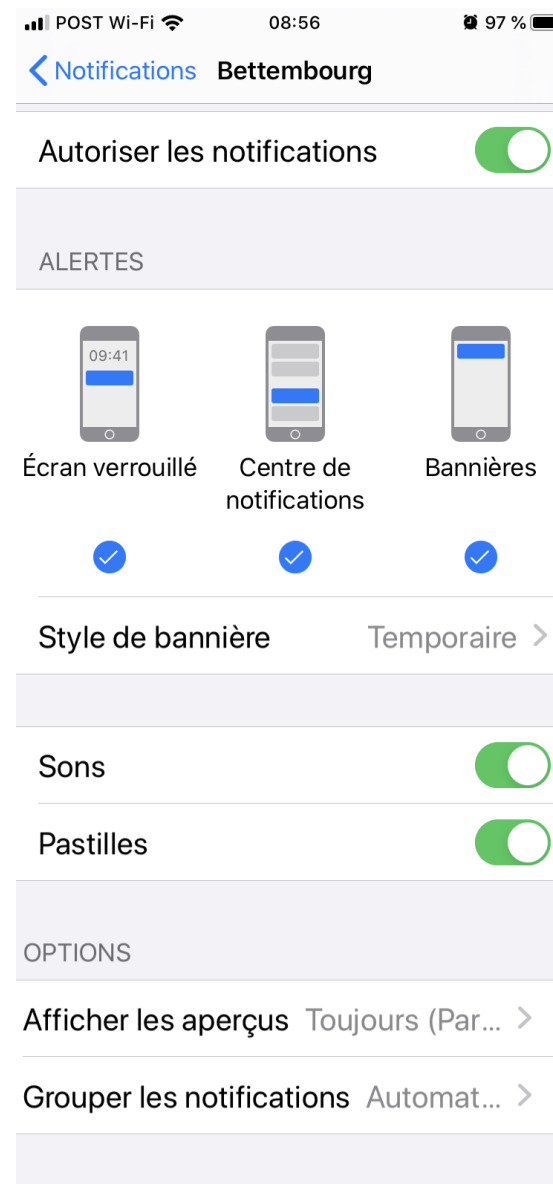 POST Wi-Fi 08:56 97 %
Notifications Bettembourg
Autoriser les notifications
ALERTES
09:41
Écran verrouillé Centre de notifications Bannières
Style de bannière Temporaire
Sons
Pastilles
OPTIONS
Afficher les aperçus Toujours (Par...
Grouper les notifications Automat...